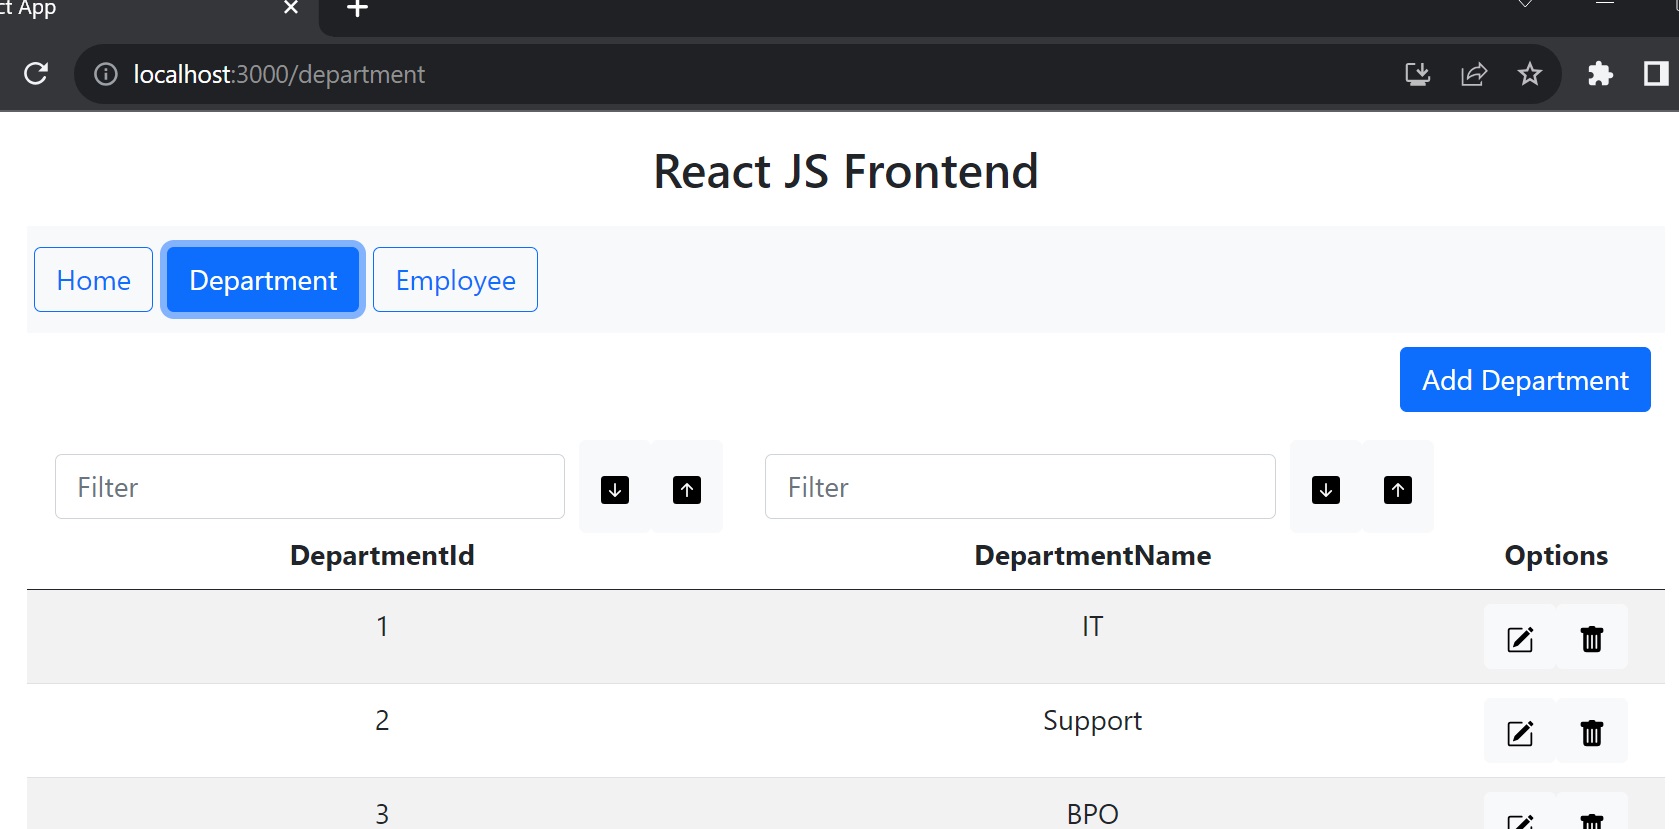 ct App
localhost:3000/department
React JS Frontend
Home Department Employee
Add Department
Filter Filter
DepartmentId DepartmentName Options
1 IT
2 Support
3 BPO